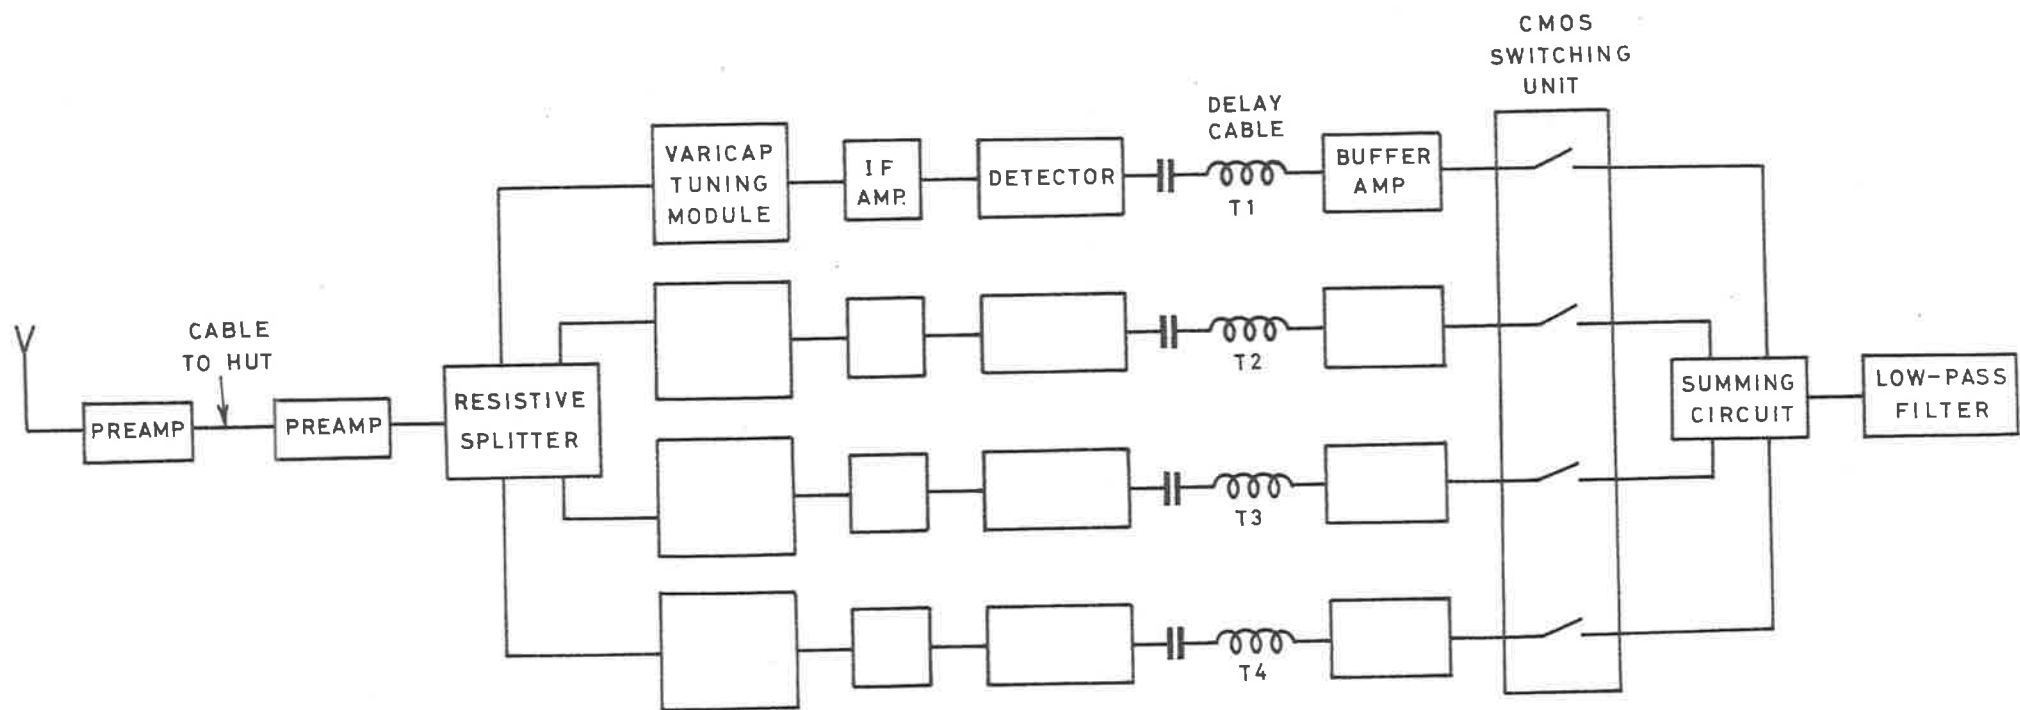 CMOS
SWITCHING
UNIT
DELAY
CABLE
VARICAP
TUNING
MODULE
IF
AMP.
DETECTOR
T1
BUFFER
AMP
T2
CABLE
TO HUT
PREAMP
PREAMP
RESISTIVE
SPLITTER
SUMMING
CIRCUIT
LOW-PASS
FILTER
T3
T4